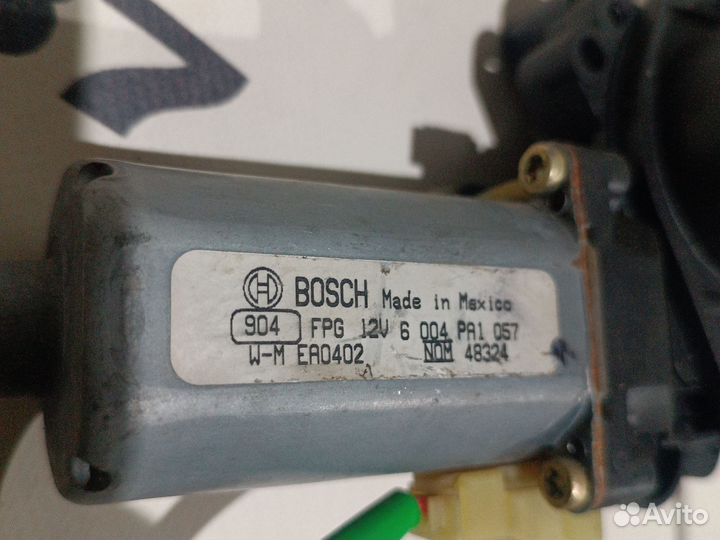 BOSCH Made in Mexico
904 FPG 12V 6 004 PA1 057
W-M EA0402 NOM 48324
Avito